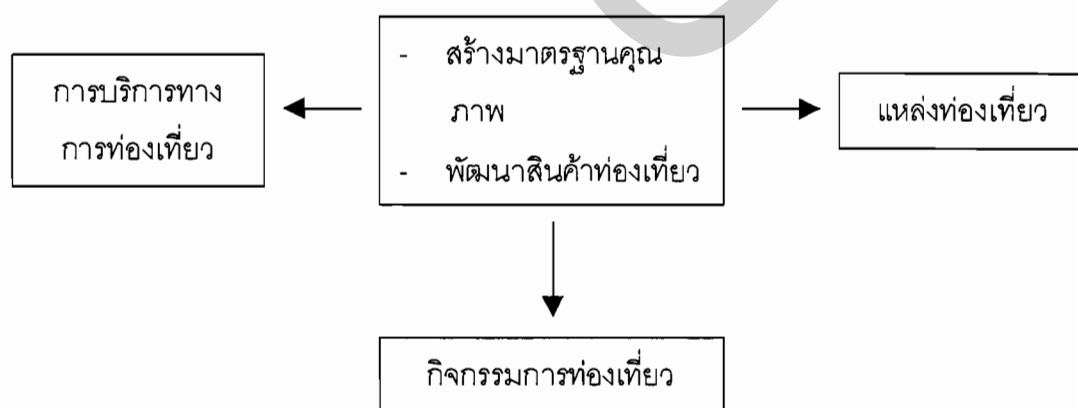 การบริการทาง
การท่องเที่ยว
- สร้างมาตรฐานคุณ
ภาพ
- พัฒนาสินค้าท่องเที่ยว
แหล่งท่องเที่ยว
กิจกรรมการท่องเที่ยว